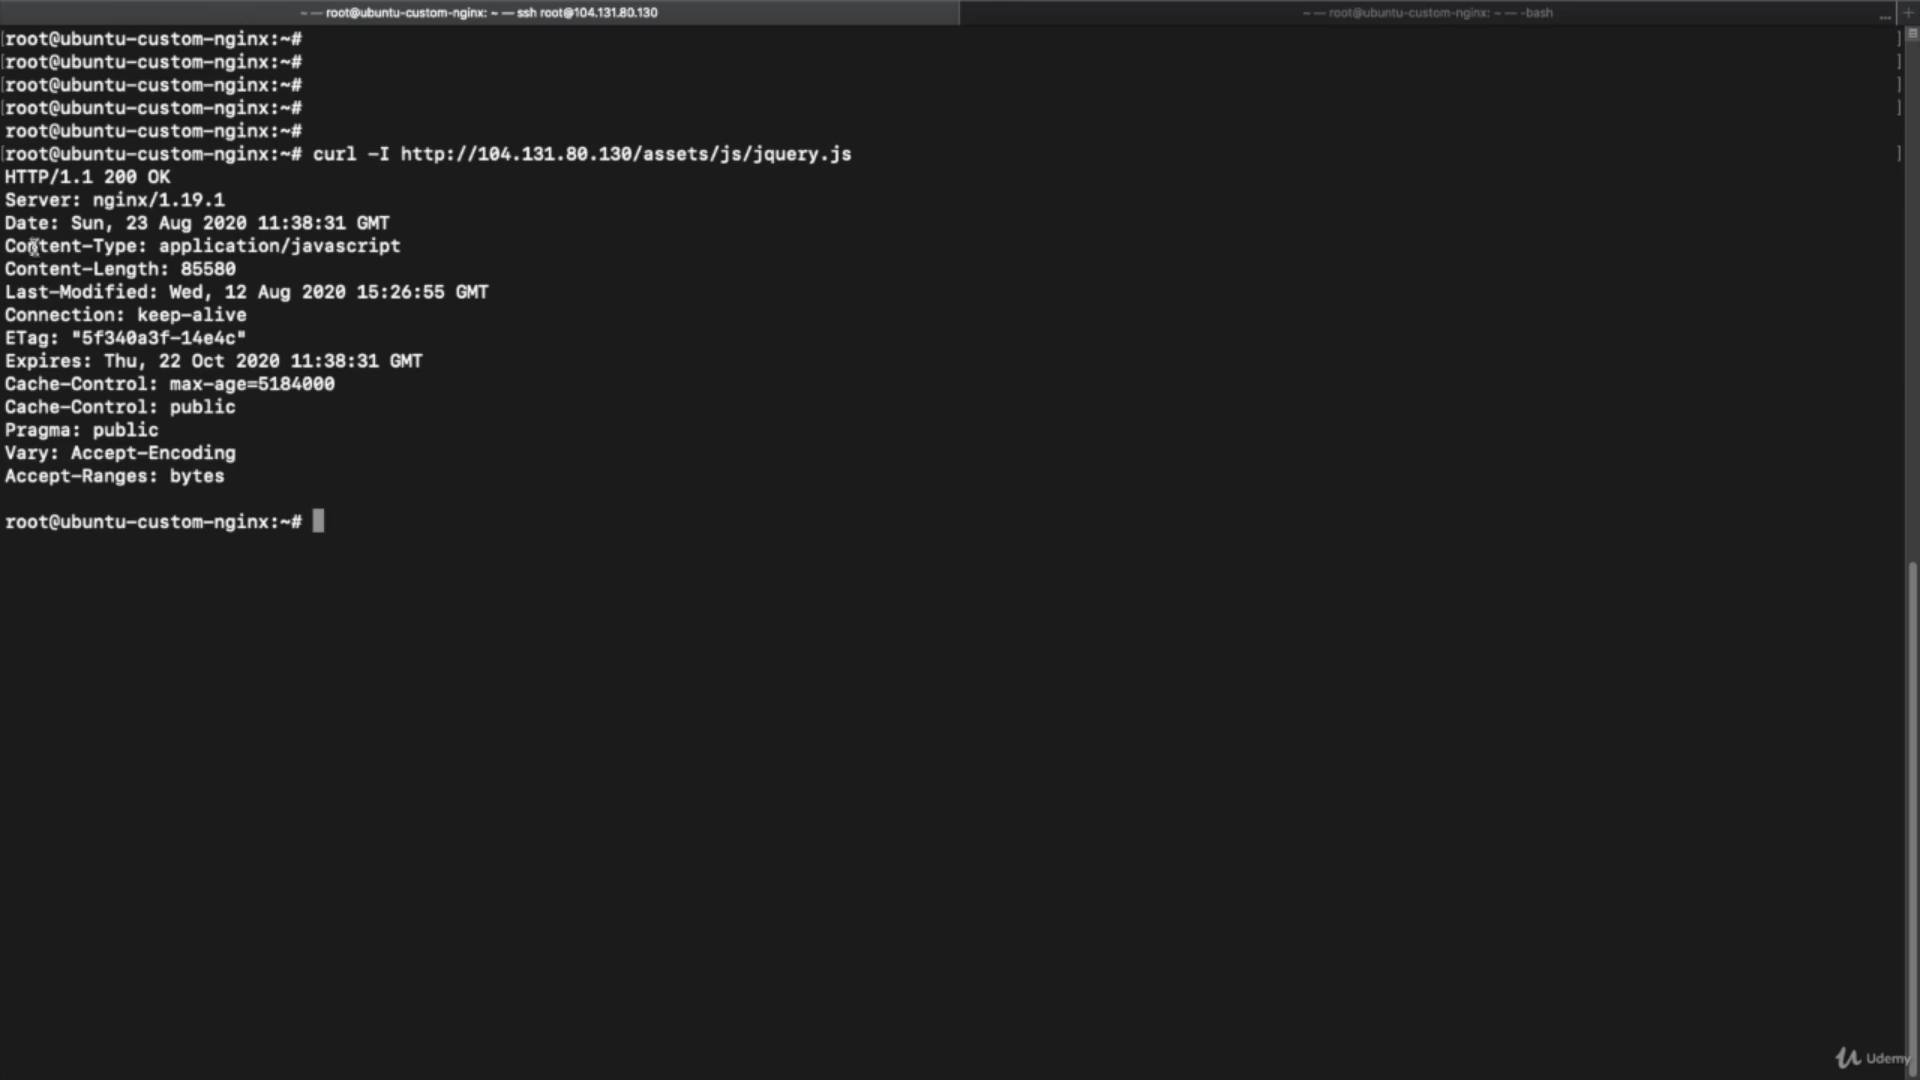 ~ — root@ubuntu-custom-nginx: ~ — ssh root@104.131.80.130
~ — root@ubuntu-custom-nginx: ~ — -bash
... +
[root@ubuntu-custom-nginx:~# ]
[root@ubuntu-custom-nginx:~# ]
[root@ubuntu-custom-nginx:~# ]
[root@ubuntu-custom-nginx:~# ]
root@ubuntu-custom-nginx:~#
[root@ubuntu-custom-nginx:~# curl -I http://104.131.80.130/assets/js/jquery.js ]
HTTP/1.1 200 OK
Server: nginx/1.19.1
Date: Sun, 23 Aug 2020 11:38:31 GMT
Content-Type: application/javascript
Content-Length: 85580
Last-Modified: Wed, 12 Aug 2020 15:26:55 GMT
Connection: keep-alive
ETag: "5f340a3f-14e4c"
Expires: Thu, 22 Oct 2020 11:38:31 GMT
Cache-Control: max-age=5184000
Cache-Control: public
Pragma: public
Vary: Accept-Encoding
Accept-Ranges: bytes
root@ubuntu-custom-nginx:~#
Udemy